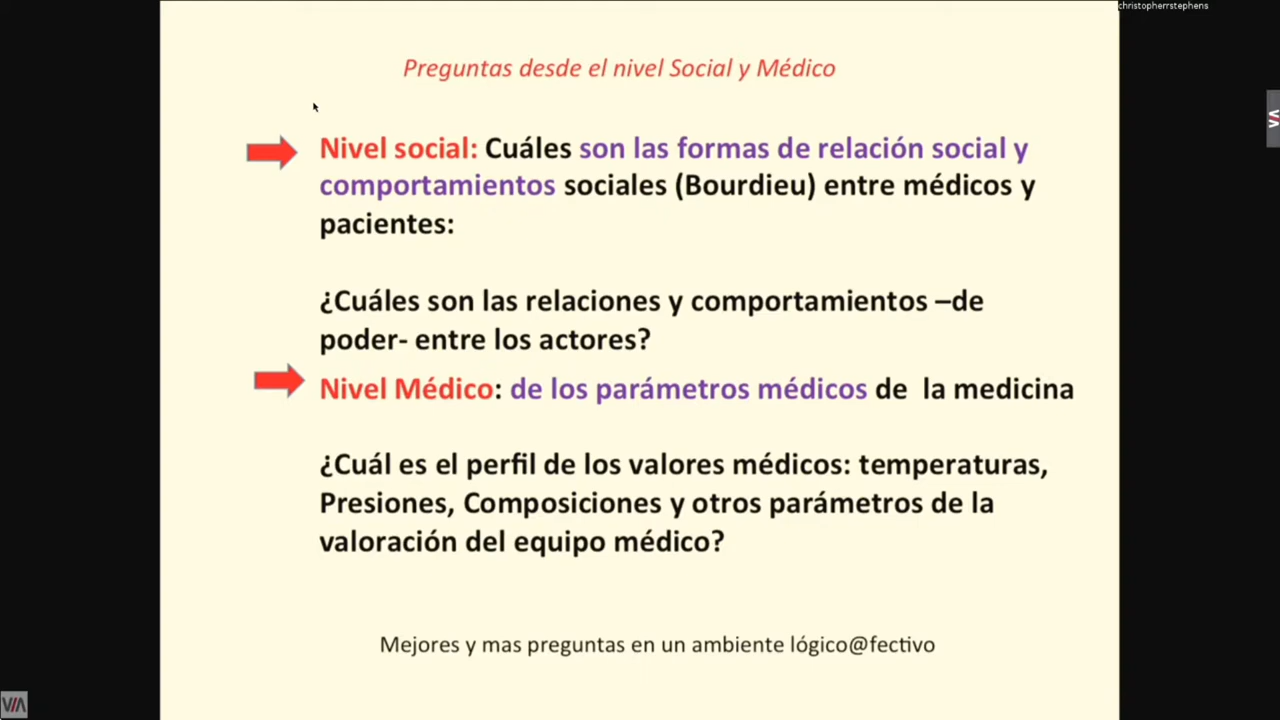 christopherrstephens
Preguntas desde el nivel Social y Médico
Nivel social: Cuáles son las formas de relación social y
comportamientos sociales (Bourdieu) entre médicos y
pacientes:
¿Cuáles son las relaciones y comportamientos –de
poder- entre los actores?
Nivel Médico: de los parámetros médicos de la medicina
¿Cuál es el perfil de los valores médicos: temperaturas,
Presiones, Composiciones y otros parámetros de la
valoración del equipo médico?
Mejores y mas preguntas en un ambiente lógico@fectivo
VIA
VIA